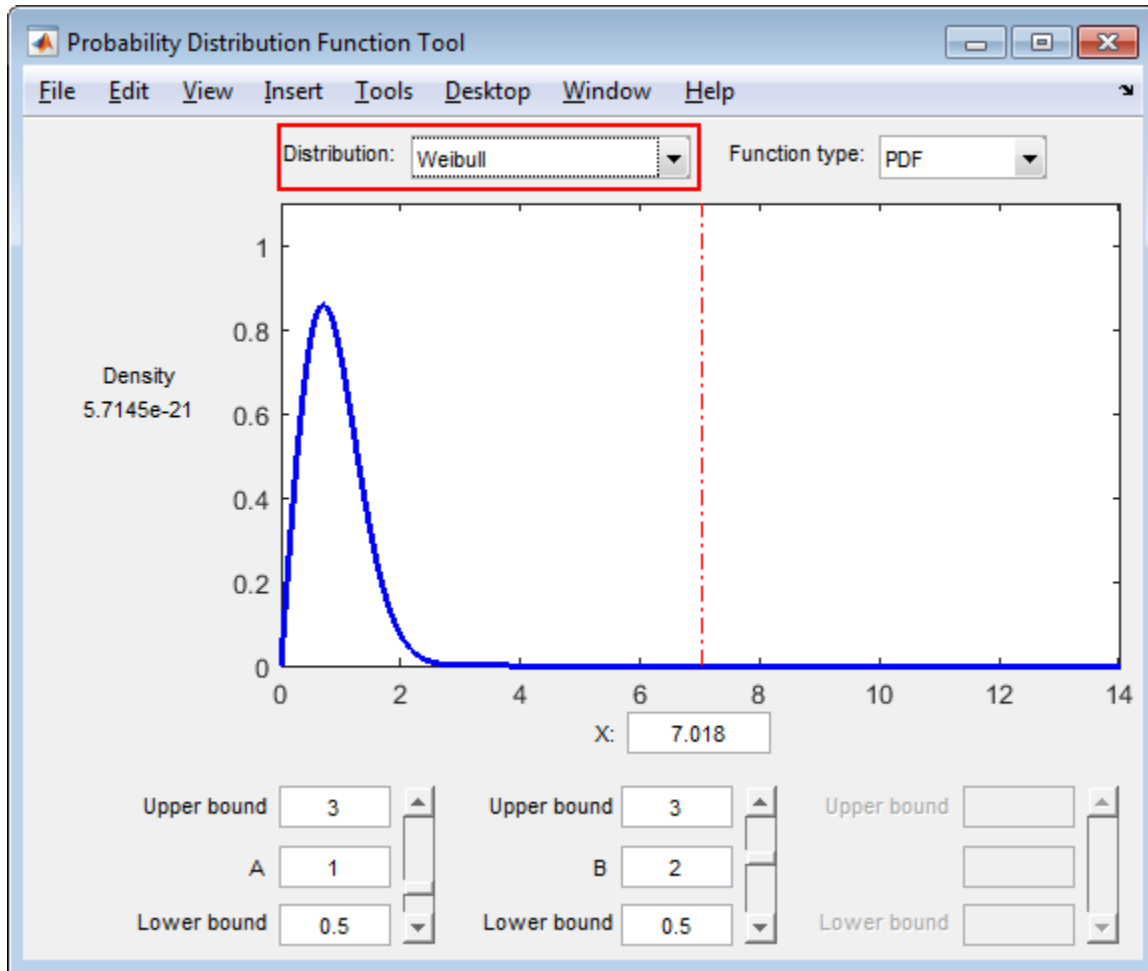 Probability Distribution Function Tool
File Edit View Insert Tools Desktop Window Help
Distribution: Weibull Function type: PDF
1
0.8
Density
5.7145e-21
0.6
0.4
0.2
0
0 2 4 6 8 10 12 14
X: 7.018
Upper bound 3 Upper bound 3 Upper bound
A 1 B 2
Lower bound 0.5 Lower bound 0.5 Lower bound